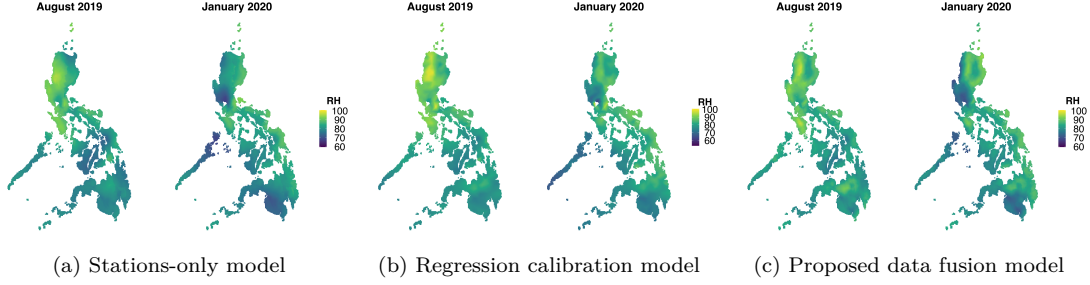 August 2019
January 2020
RH
100
90
80
70
60
(a) Stations-only model
August 2019
January 2020
RH
100
90
80
70
60
(b) Regression calibration model
August 2019
January 2020
RH
100
90
80
70
60
(c) Proposed data fusion model